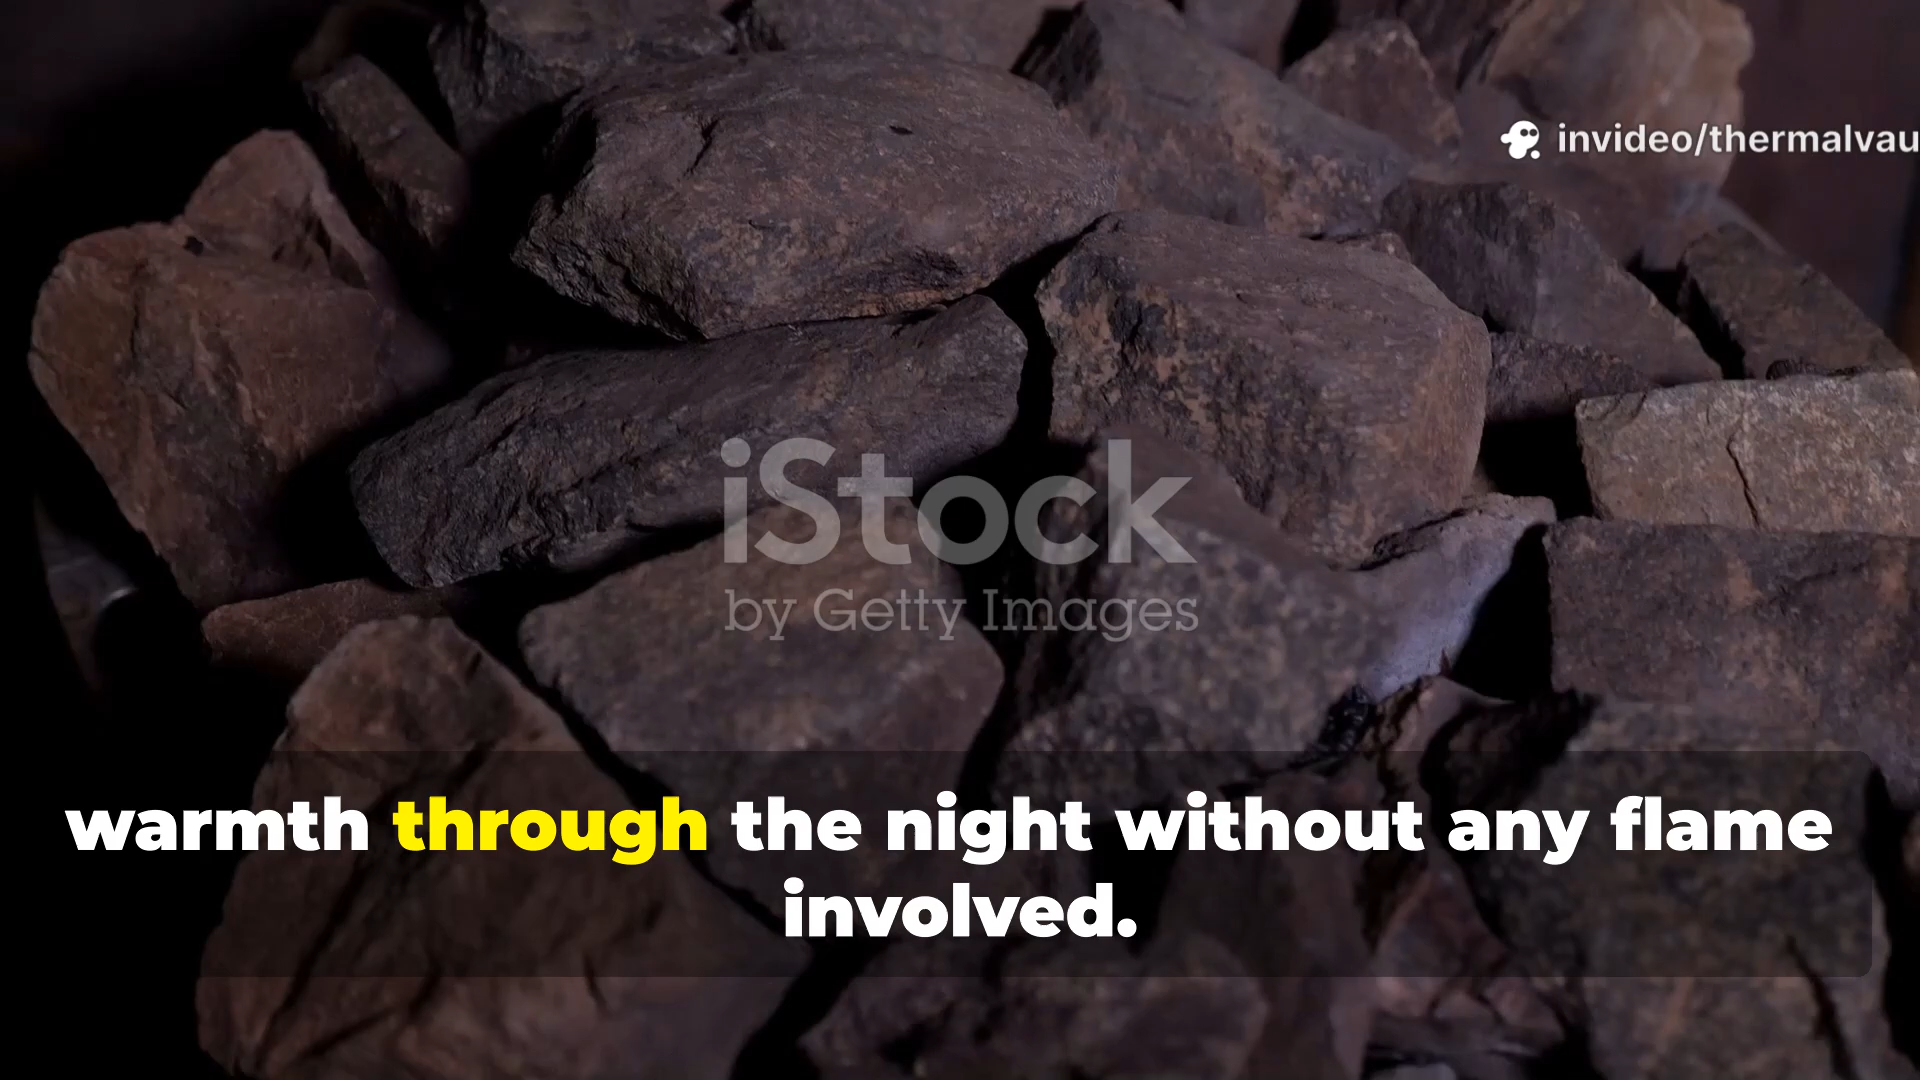 invideo/thermalvau
iStock
by Getty Images
warmth through the night without any flame
involved.